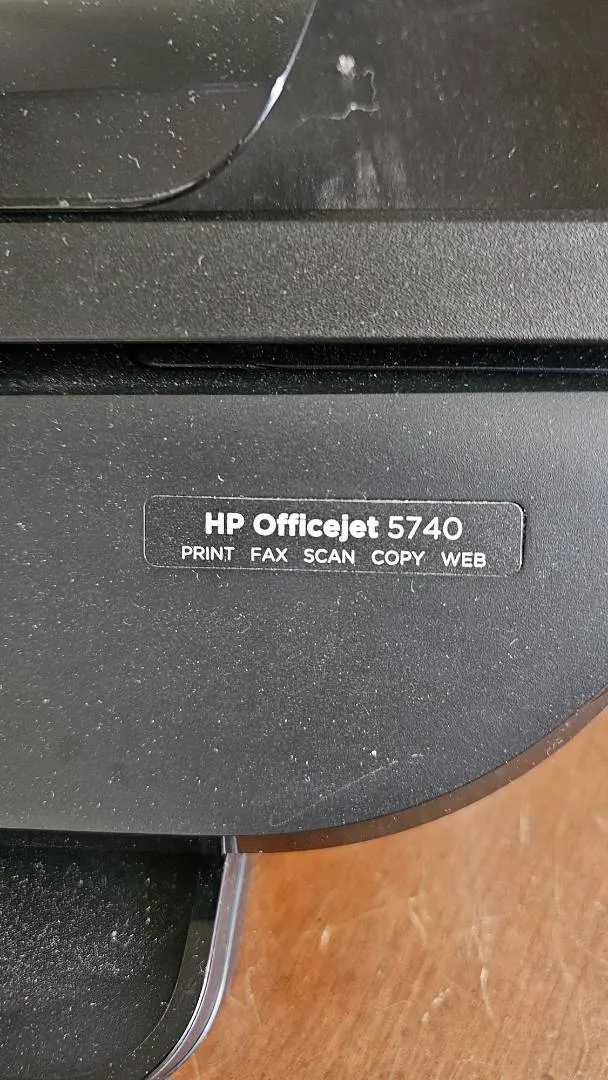 HP Officejet 5740
PRINT FAX SCAN COPY WEB